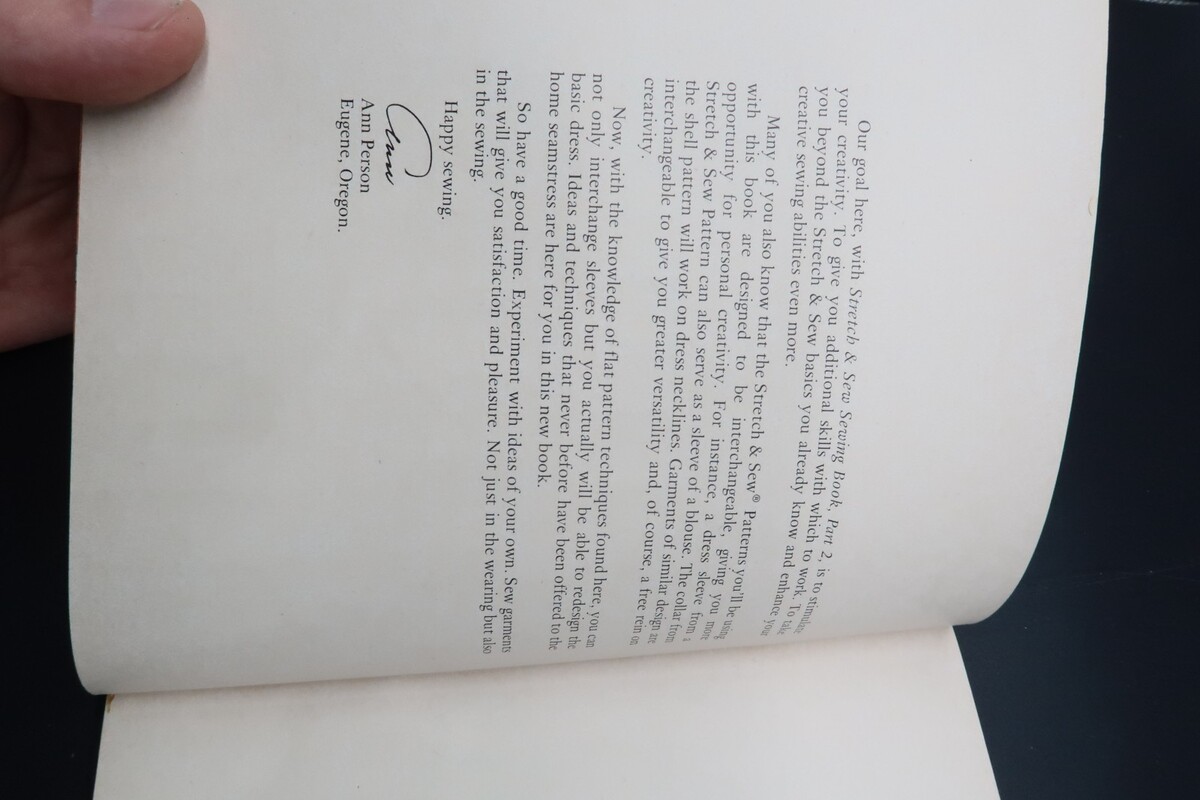 Our goal here, with Stretch & Sew Sewing Book, Part 2, is to stimulate
your creativity. To give you additional skills with which to work. To take
you beyond the Stretch & Sew basics you already know and enhance your
creative sewing abilities even more.
Many of you also know that the Stretch & Sew® Patterns you'll be using
with this book are designed to be interchangeable, giving you more
opportunity for personal creativity. For instance, a dress sleeve from a
Stretch & Sew Pattern can also serve as a sleeve of a blouse. The collar from
the shell pattern will work on dress necklines. Garments of similar design are
interchangeable to give you greater versatility and, of course, a free rein on
creativity.
Now, with the knowledge of flat pattern techniques found here, you can
not only interchange sleeves but you actually will be able to redesign the
basic dress. Ideas and techniques that never before have been offered to the
home seamstress are here for you in this new book.
So have a good time. Experiment with ideas of your own. Sew garments
that will give you satisfaction and pleasure. Not just in the wearing but also
in the sewing.
Happy sewing.
Ann
Ann Person
Eugene, Oregon.